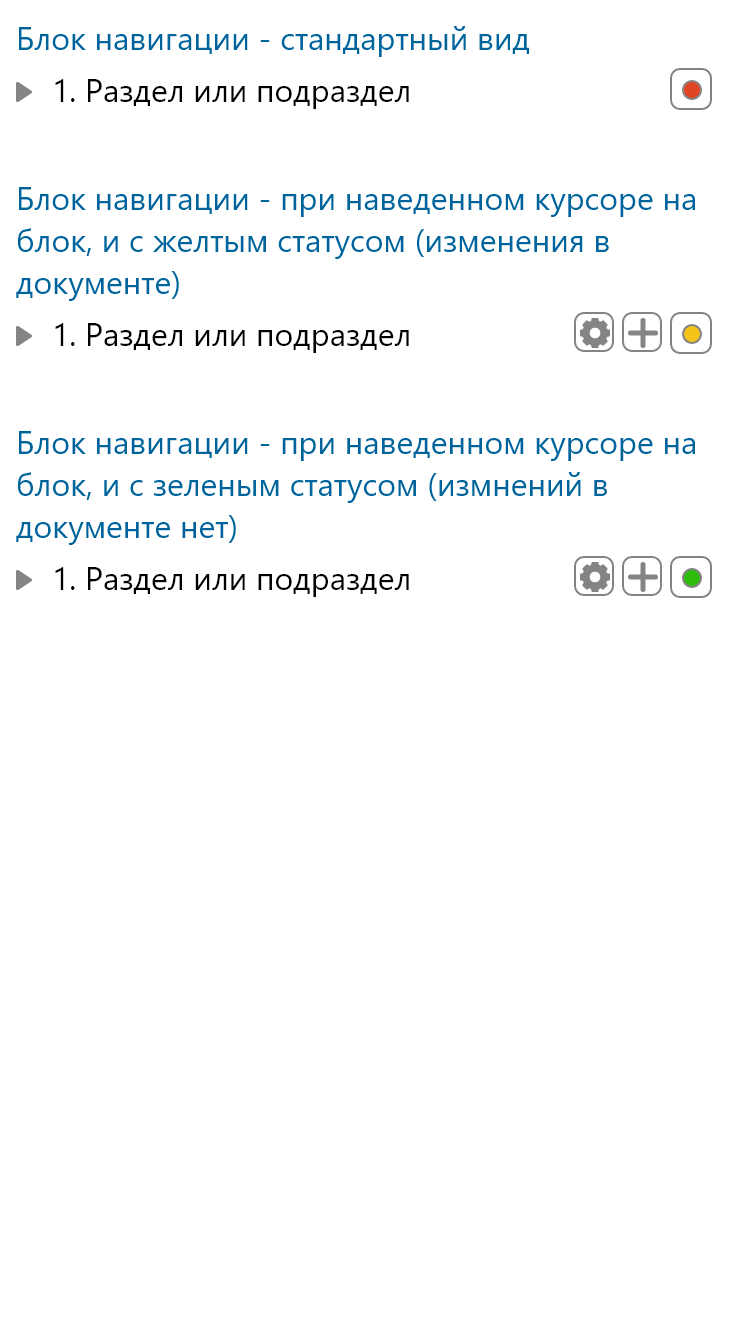 Блок навигации - стандартный вид
1. Раздел или подраздел
Блок навигации - при наведенном курсоре на
блок, и с желтым статусом (изменения в
документе)
1. Раздел или подраздел
Блок навигации - при наведенном курсоре на
блок, и с зеленым статусом (измнений в
документе нет)
1. Раздел или подраздел